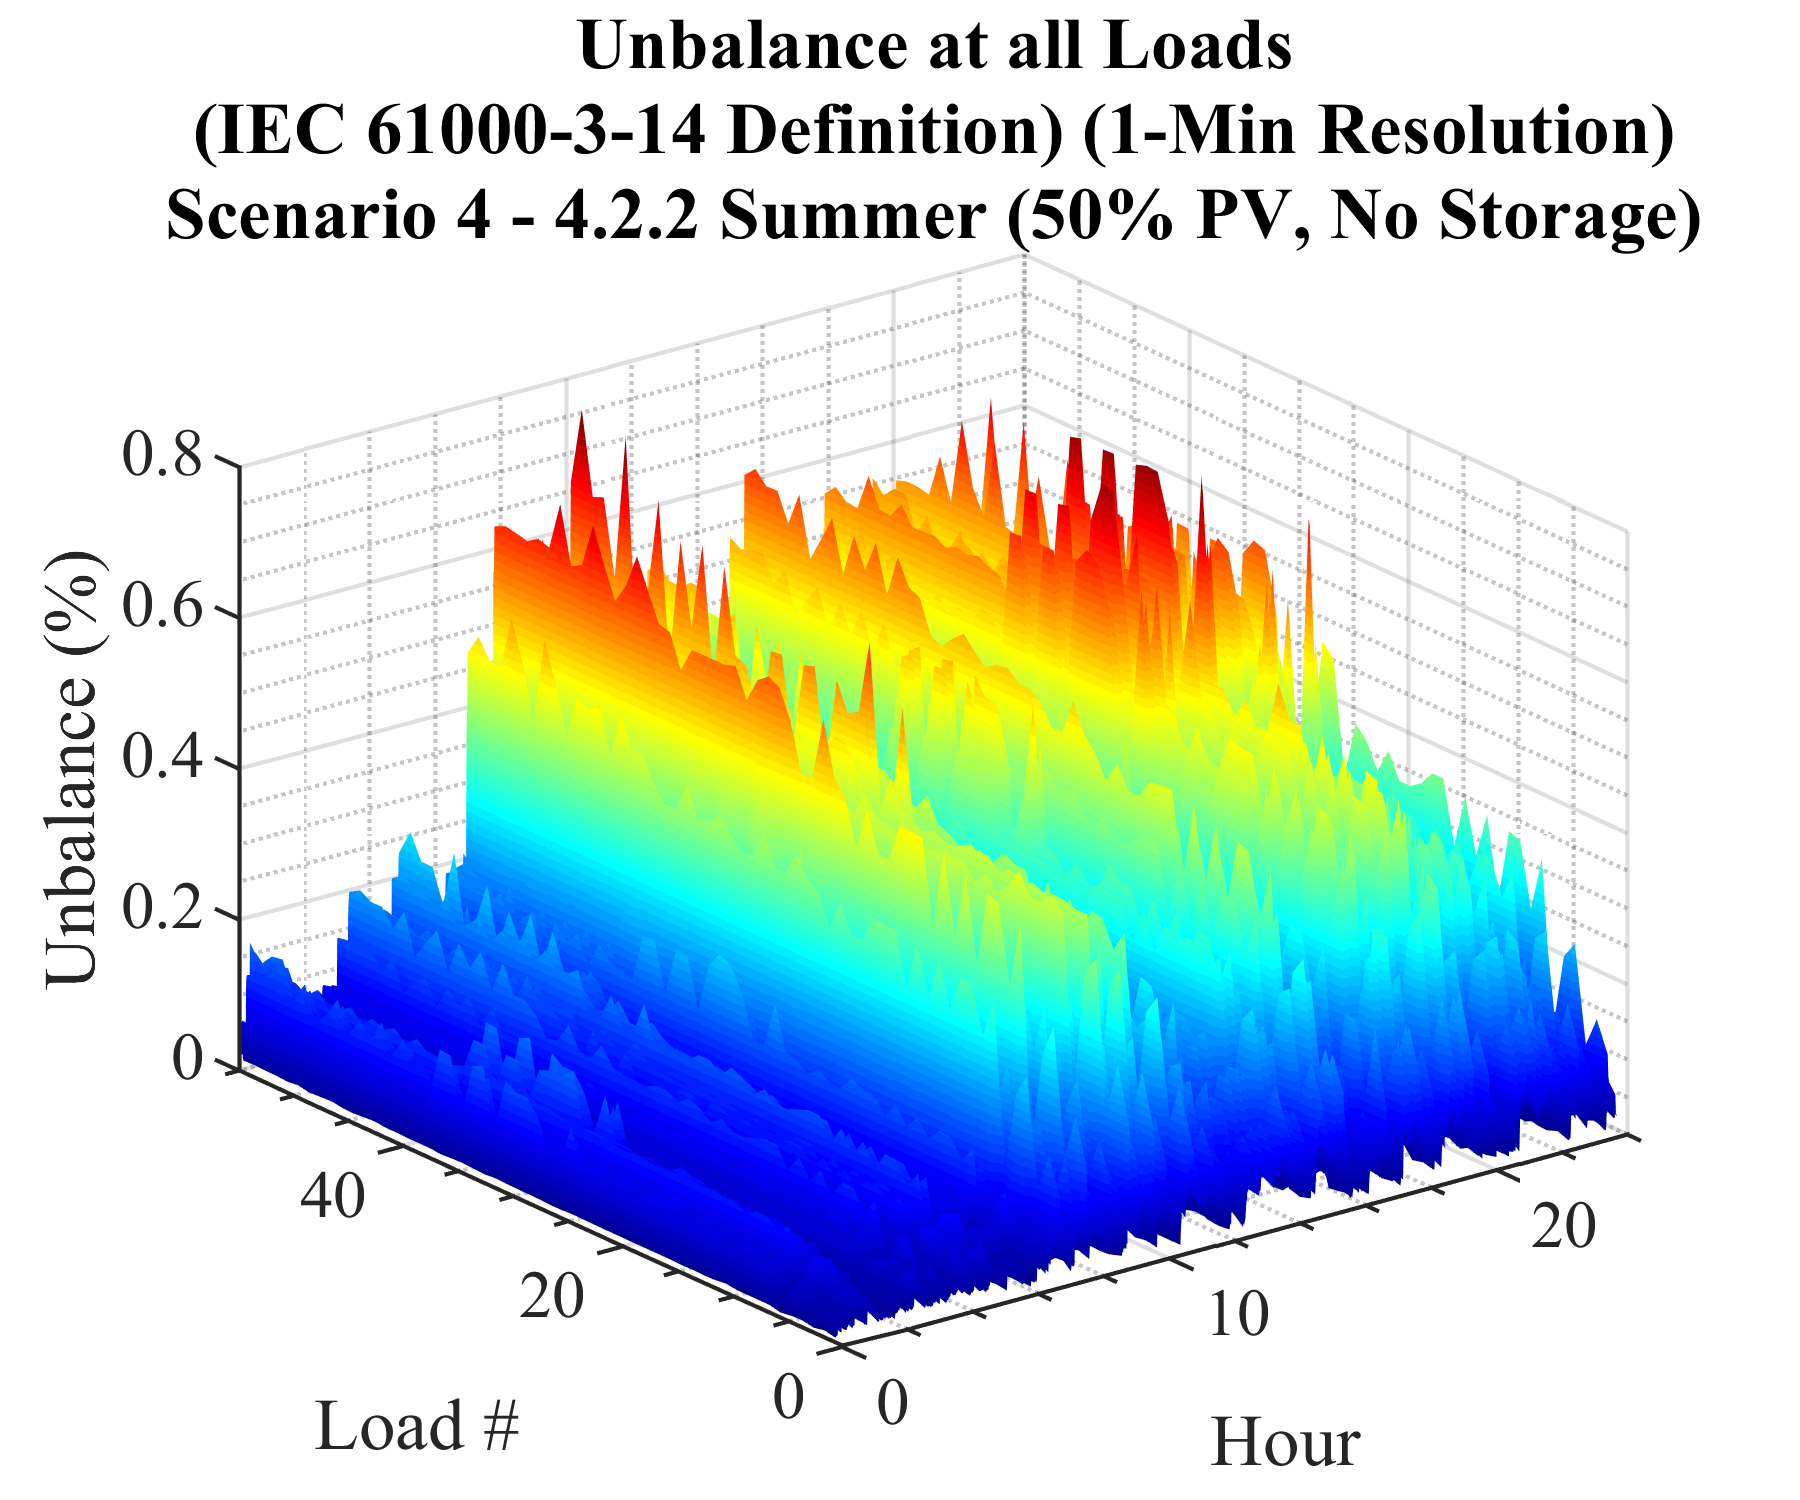 Unbalance at all Loads
(IEC 61000-3-14 Definition) (1-Min Resolution)
Scenario 4 - 4.2.2 Summer (50% PV, No Storage)
Unbalance (%)
0.8
0.6
0.4
0.2
0
40
20
0
Load #
0
10
20
Hour